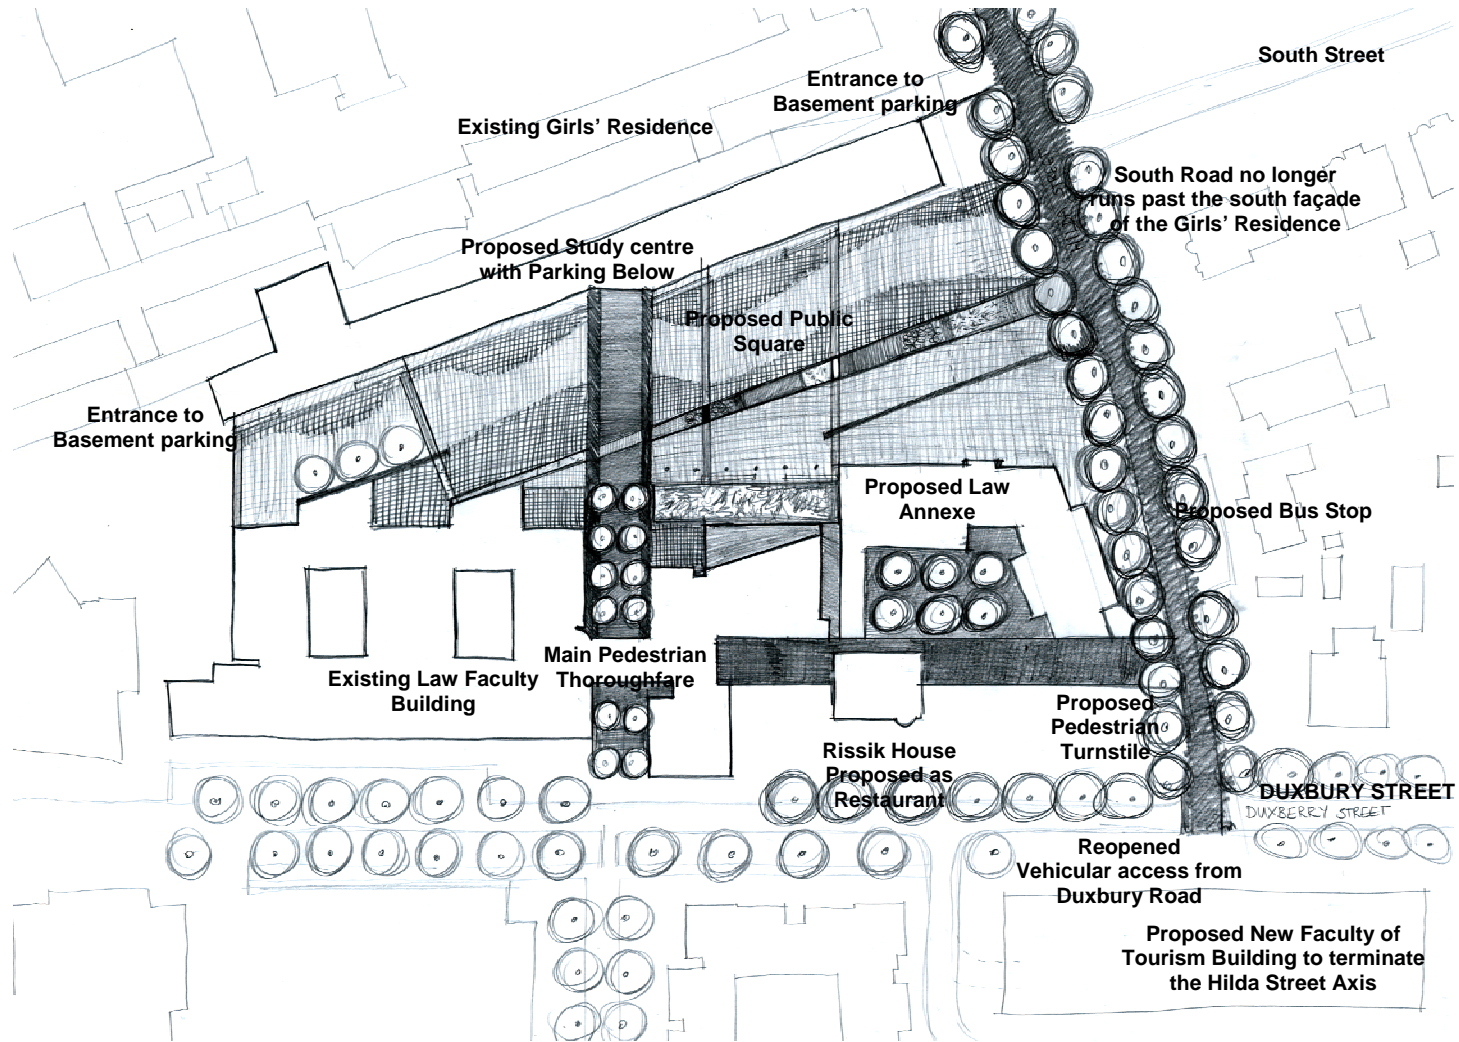 South Street
Entrance to
Basement parking
Existing Girls' Residence
South Road no longer
runs past the south façade
of the Girls' Residence
Proposed Study centre
with Parking Below
Proposed Public
Square
Entrance to
Basement parking
Proposed Law
Annexe
Proposed Bus Stop
Main Pedestrian
Thoroughfare
Existing Law Faculty
Building
Proposed
Pedestrian
Turnstile
Rissik House
Proposed as
Restaurant
DUXBURY STREET
DUXBERRY STREET
Reopened
Vehicular access from
Duxbury Road
Proposed New Faculty of
Tourism Building to terminate
the Hilda Street Axis